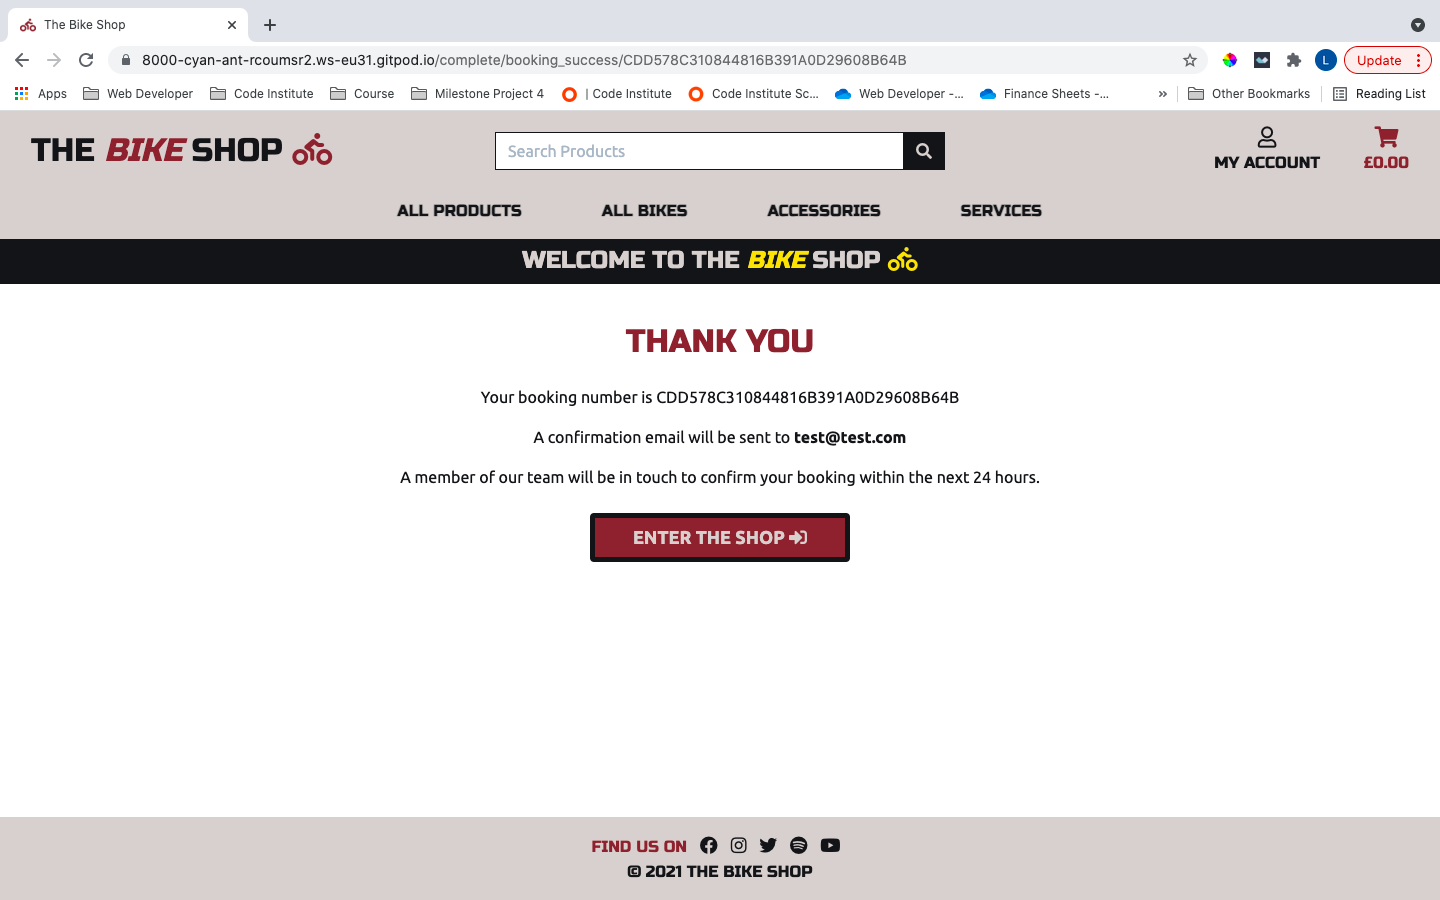 The Bike Shop
8000-cyan-ant-rcoumsr2.ws-eu31.gitpod.io/complete/booking_success/CDD578C310844816B391A0D29608B64B
L
Update
Apps
Web Developer
Code Institute
Course
Milestone Project 4
| Code Institute
Code Institute Sc...
Web Developer -...
Finance Sheets -...
»
Other Bookmarks
Reading List
THE BIKE SHOP
Search Products
MY ACCOUNT
£0.00
ALL PRODUCTS
ALL BIKES
ACCESSORIES
SERVICES
WELCOME TO THE BIKE SHOP
THANK YOU
Your booking number is CDD578C310844816B391A0D29608B64B
A confirmation email will be sent to test@test.com
A member of our team will be in touch to confirm your booking within the next 24 hours.
ENTER THE SHOP
FIND US ON
© 2021 THE BIKE SHOP